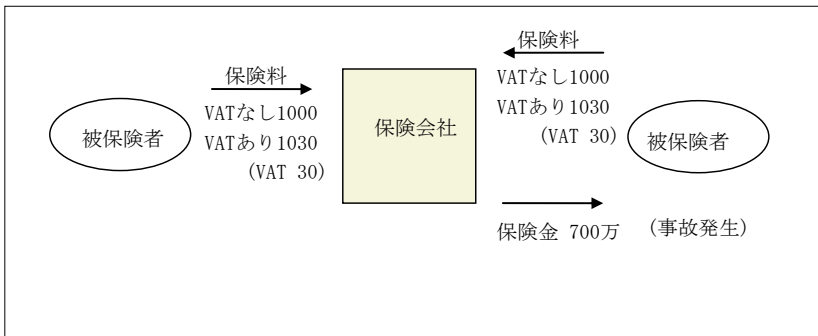 保険料
VATなし1000
VATあり1030
(VAT 30)
被保険者
保険会社
保険料
VATなし1000
VATあり1030
(VAT 30)
被保険者
保険金 700万
(事故発生)